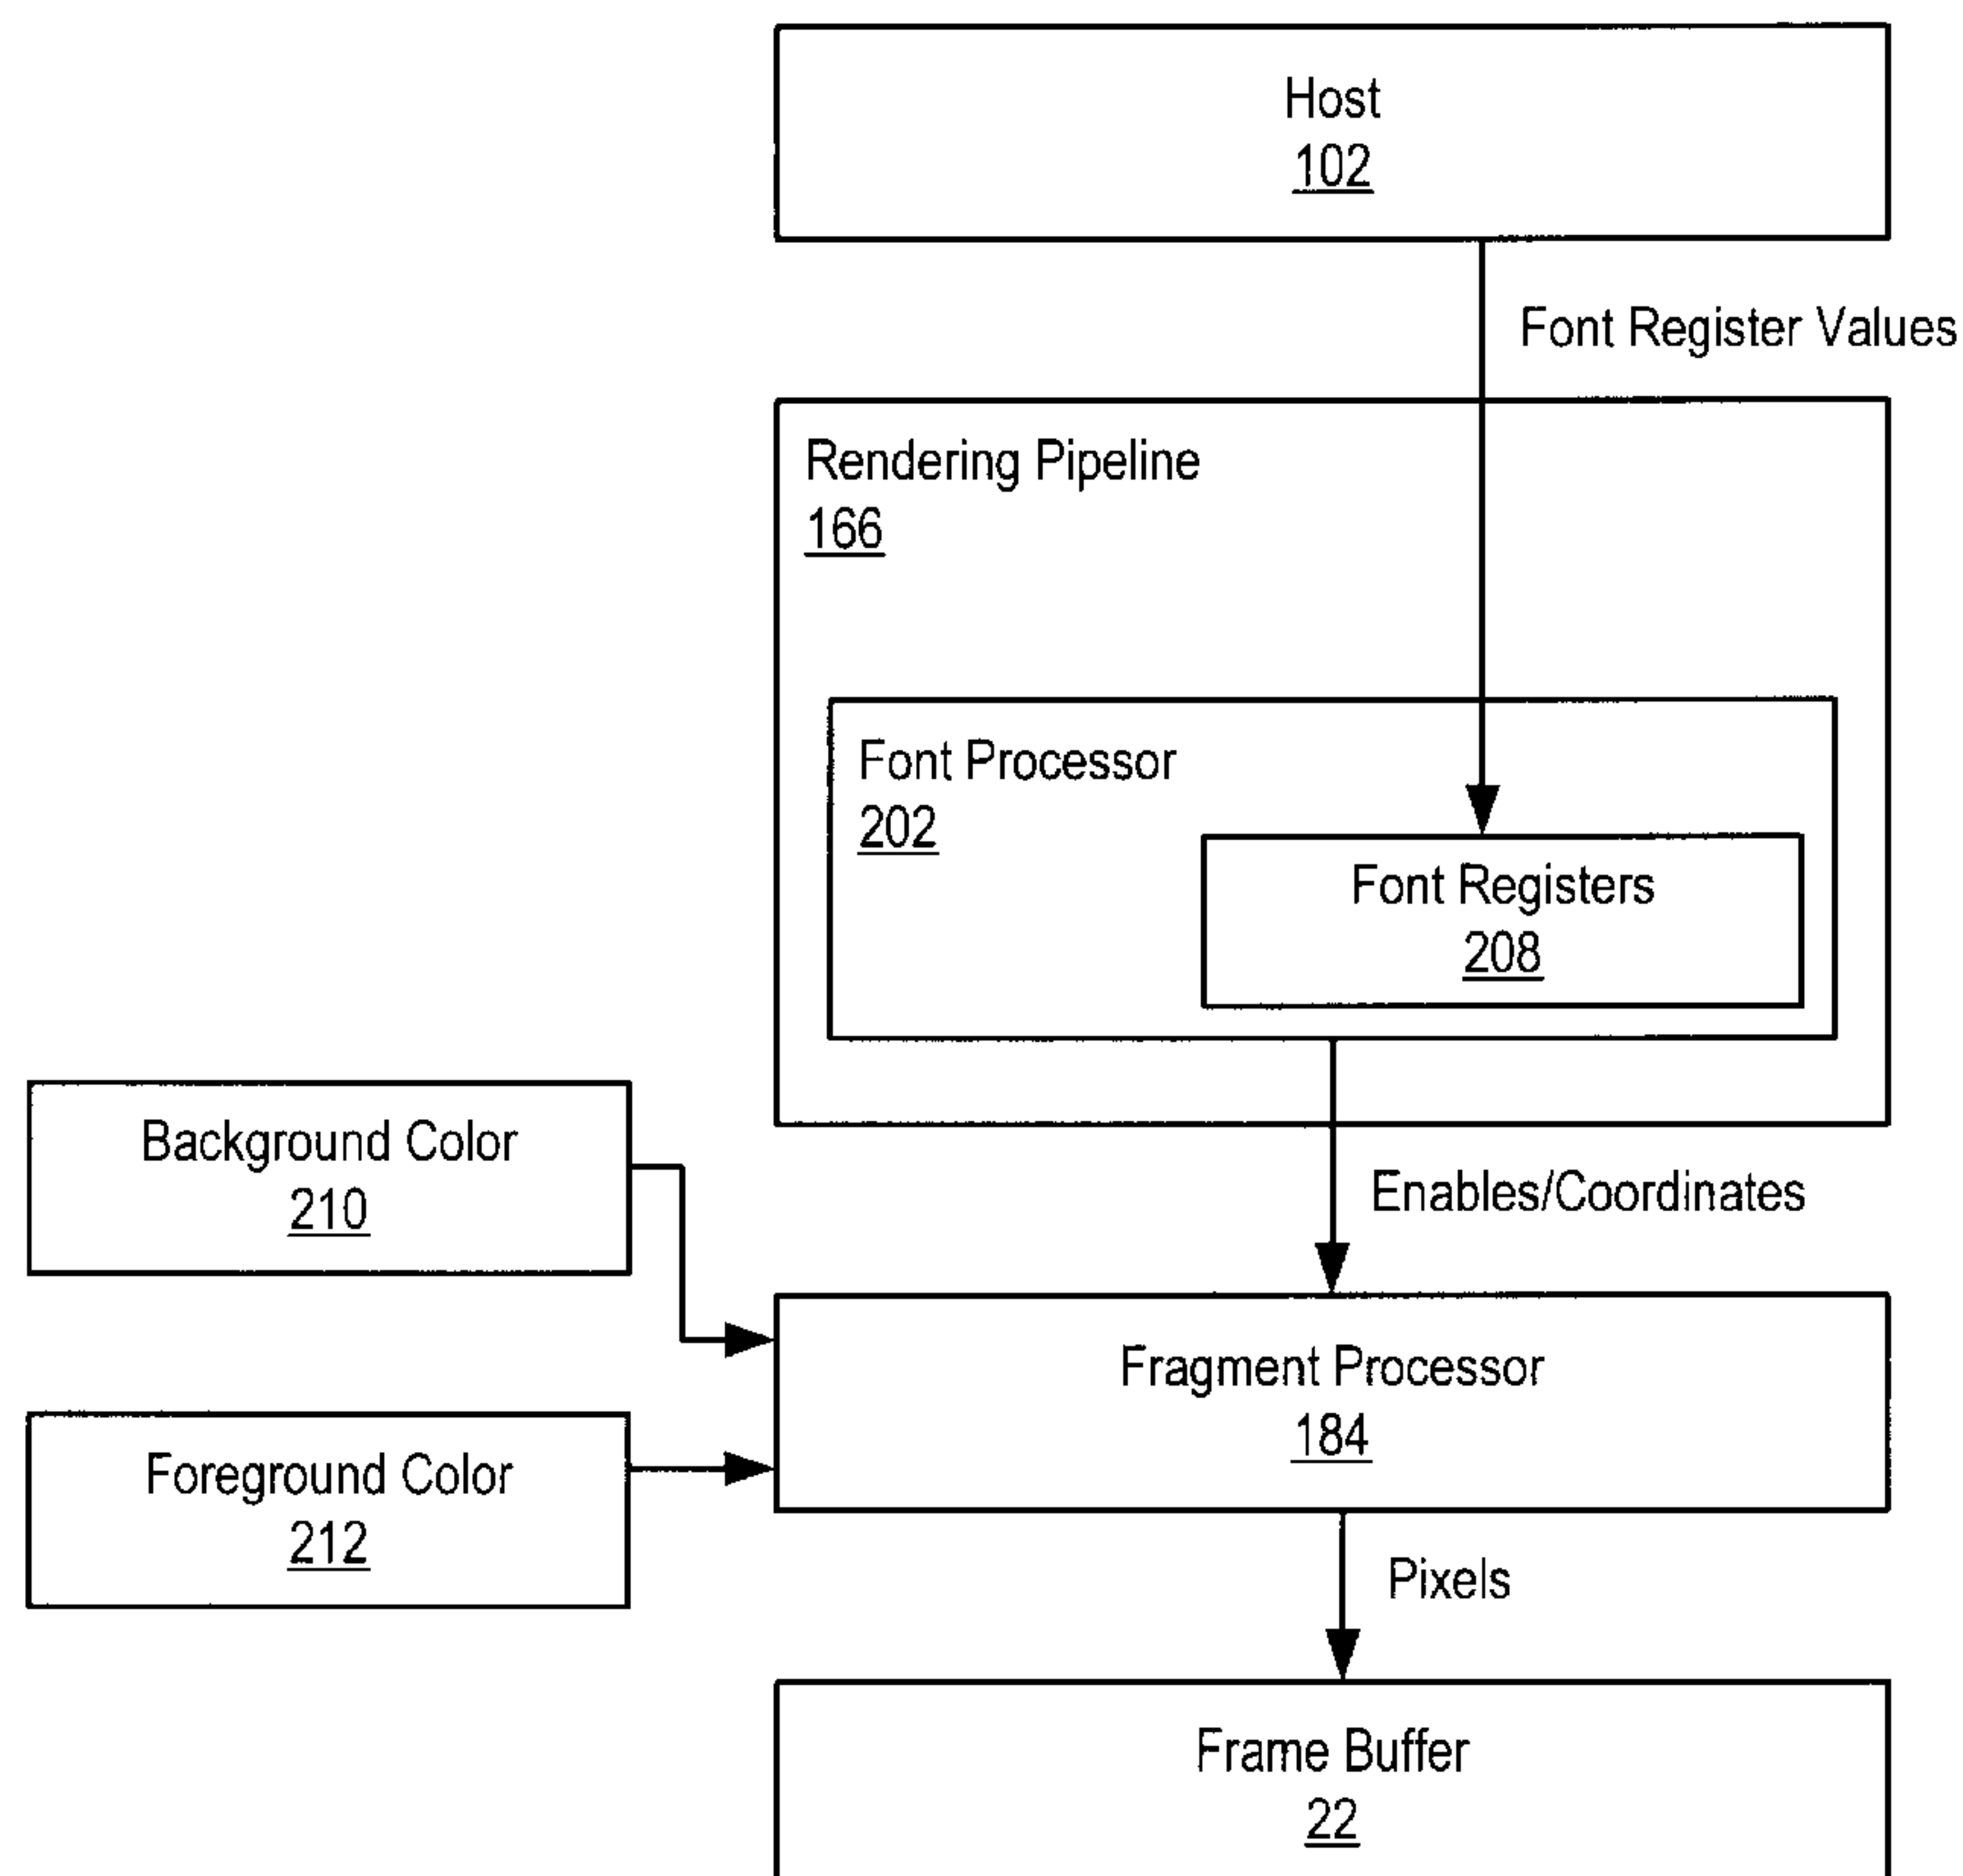 Host
102
Font Register Values
Rendering Pipeline
166
Font Processor
202
Font Registers
208
Background Color
210
Enables/Coordinates
Fragment Processor
184
Foreground Color
212
Pixels
Frame Buffer
22